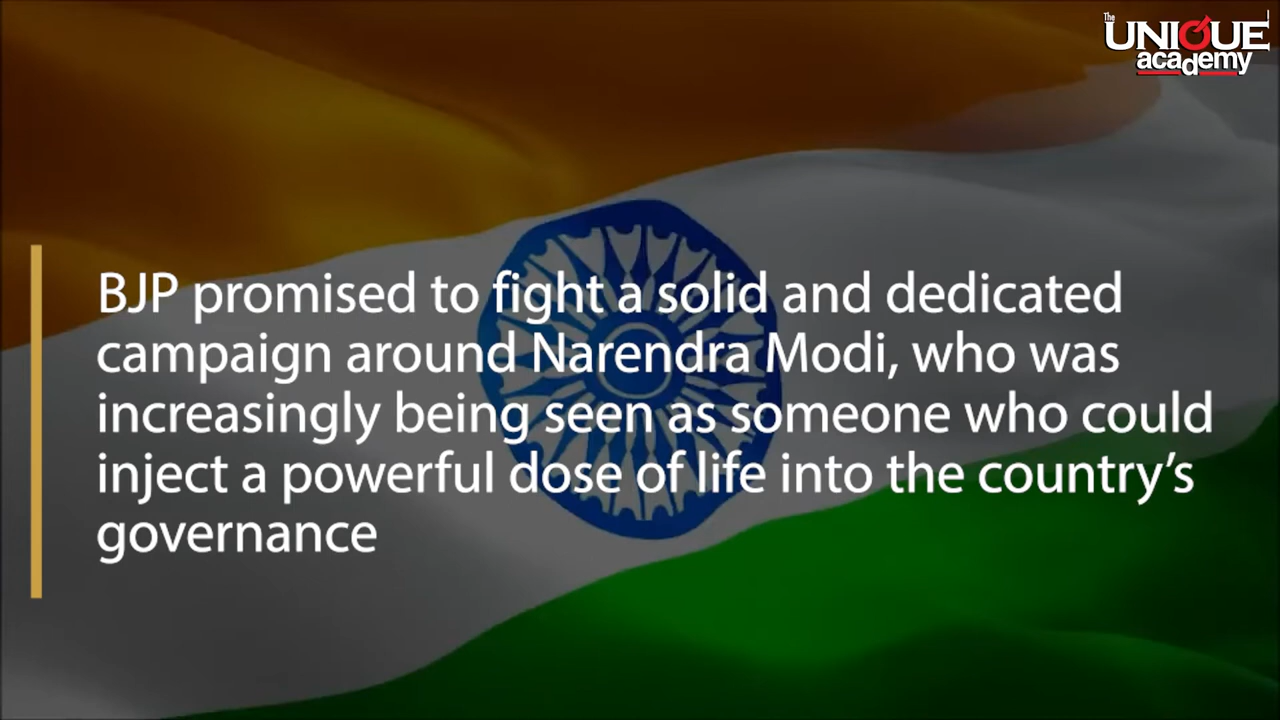 The
UNIQUE
academy
BJP promised to fight a solid and dedicated
campaign around Narendra Modi, who was
increasingly being seen as someone who could
inject a powerful dose of life into the country’s
governance